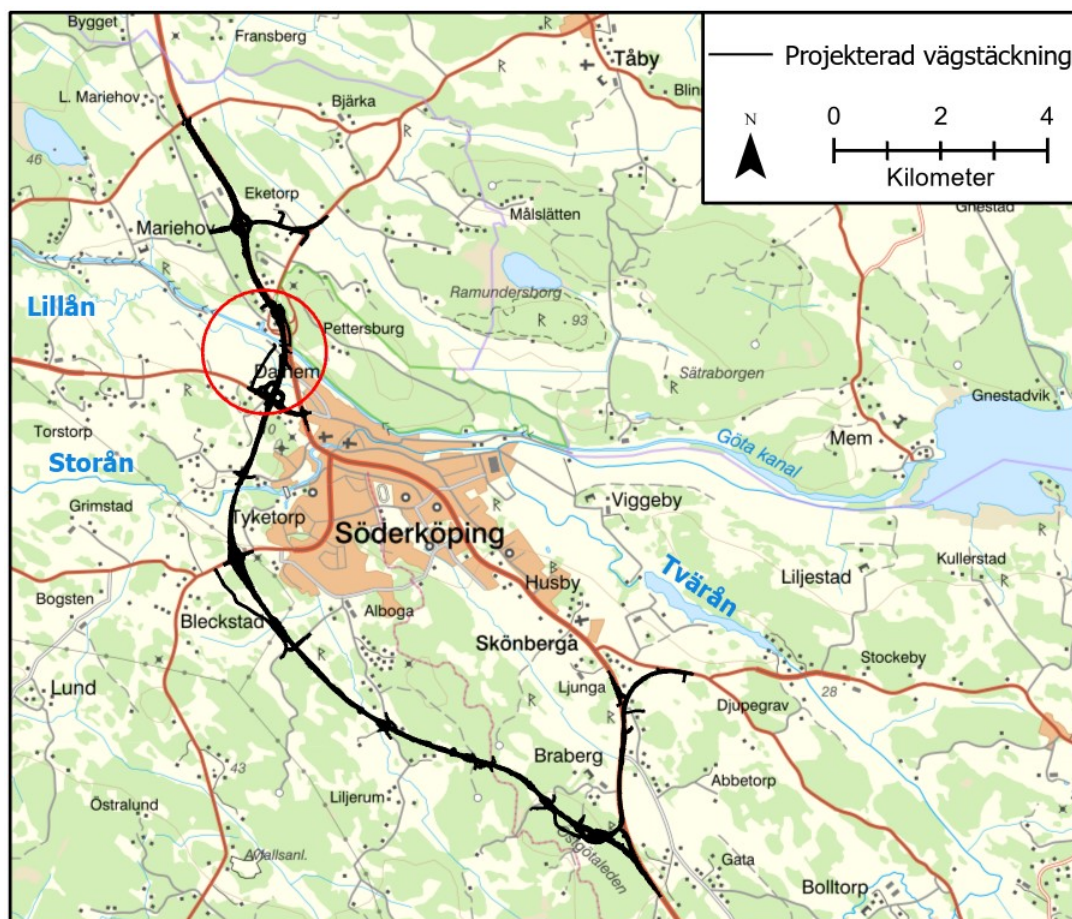 Bygget
Fransberg
Tåby
Projekterad vägstäckning
L. Mariehov
Bjärka
Blin
N
0 2 4
Kilometer
46
Eketorp
Målslätten
Gnestad
Mariehov
Lillån
Ramundersborg
93
Pettersburg
Dalhem
Sätraborgen
Gnestadvik
Torstorp
Storån
Göta kanal
Mem
Grimstad
Tyketorp
Viggeby
Söderköping
Kullerstad
Bogsten
Husby
Tvärån
Liljestad
Bleckstad
Alboga
Skönberga
Stockeby
Lund
Ljunga
28
Djupegrav
Braberg
43
Abbetorp
Östralund
Liljerum
Avfallsanl.
Östgötaleden
Gata
Bolltorp